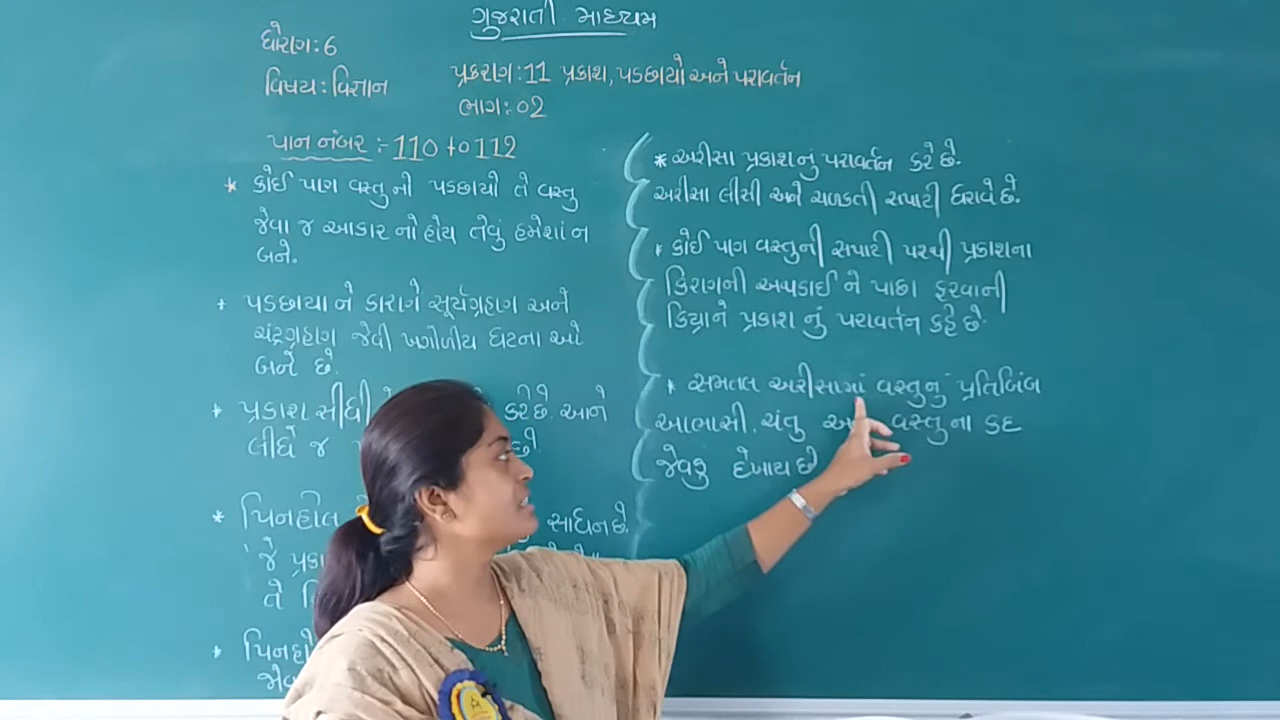 ગુજરાતી માધ્યમ
ધોરણ:6
વિષય: વિજ્ઞાન
પ્રકરણ:11 પ્રકાશ, પડછાયો અને પરાવર્તન
ભાગ:02
પાન નંબર :- 110 to 112
* કોઈ પણ વસ્તુનો પડછાયો તે વસ્તુ
જેવા જ આકાર નો હોય તેવું હમેશાં ન
બને.
* પડછાયા ને કારણે સૂર્યગ્રહણ અને
ચંદ્રગ્રહણ જેવી ખગોળીય ઘટના ઓ
બને છે.
* પ્રકાશ સીધી કરે છે. આને
લીધે જ
* પિનહોલ સાધન છે.
જે
તે
* પિનહો
* અરીસા પ્રકાશ નું પરાવર્તન કરે છે.
અરીસા લીસી અને ચળકતી સપાટી ધરાવે છે.
* કોઈ પણ વસ્તુની સપાટી પરથી પ્રકાશના
કિરણની અથડાઈ ને પાછા ફરવાની
ક્રિયાને પ્રકાશ નું પરાવર્તન કહે છે.
* સમતલ અરીસામાં વસ્તુનું પ્રતિબિંબ
આભાસી, ચત્તુ વસ્તુ ના કદ
જેવડુ દેખાય છે